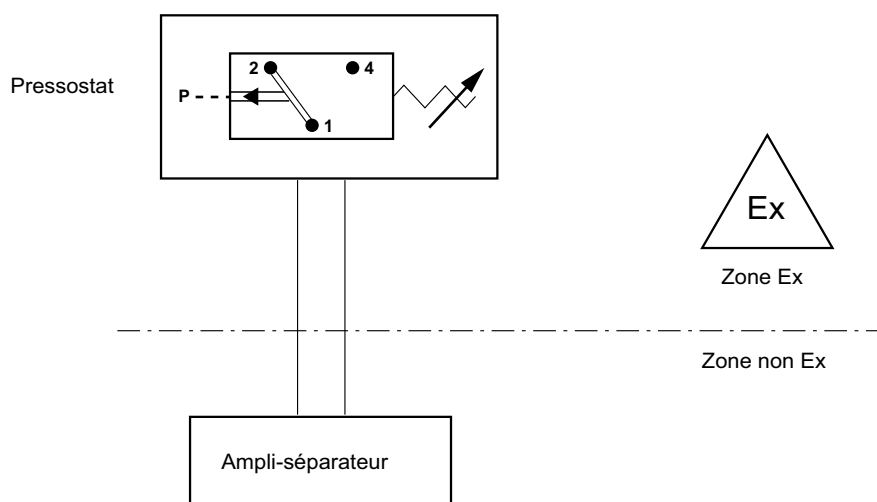 2
4
Pressostat
P
1
Ex
Zone Ex
Zone non Ex
Ampli-séparateur